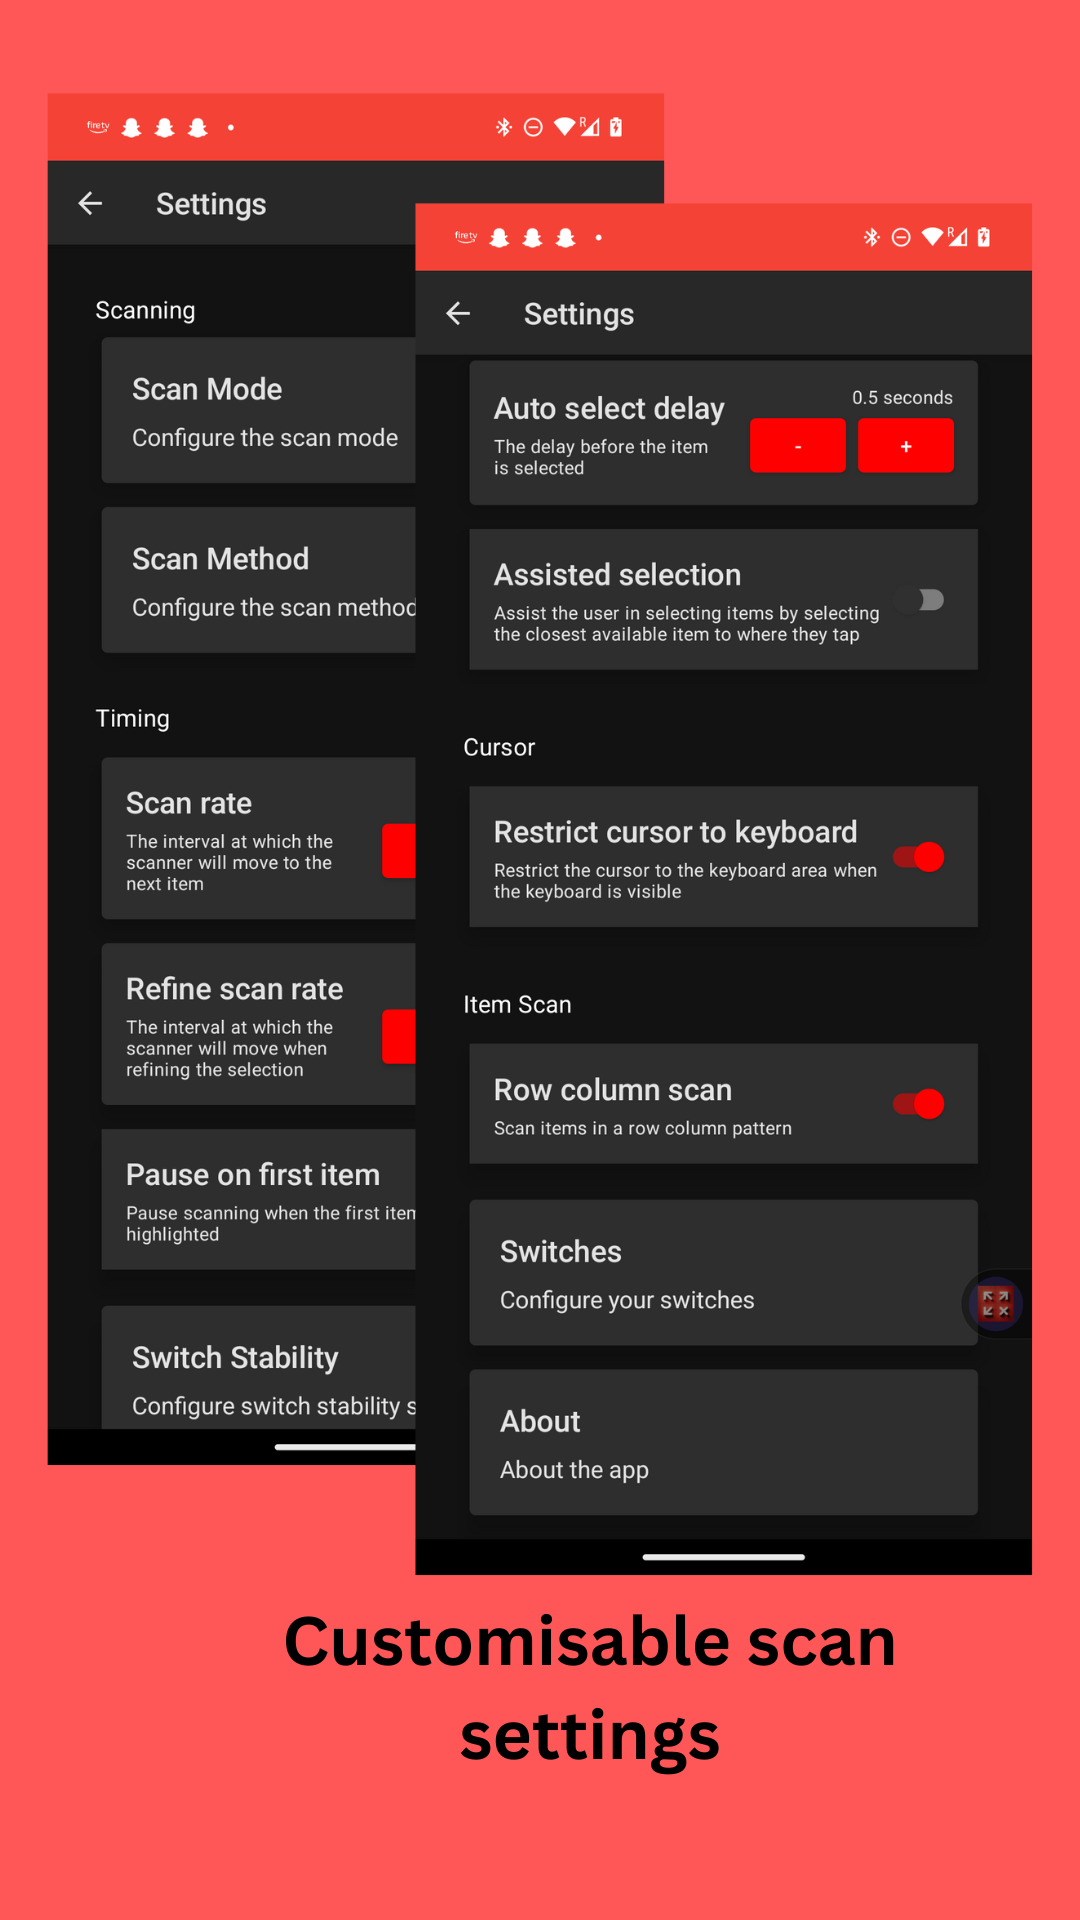 firetv
Settings
Scanning
Scan Mode
Configure the scan mode
Scan Method
Configure the scan method
Timing
Scan rate
The interval at which the
scanner will move to the
next item
Refine scan rate
The interval at which the
scanner will move when
refining the selection
Pause on first item
Pause scanning when the first item
highlighted
Switch Stability
Configure switch stability s
firetv
R
Settings
Auto select delay
The delay before the item
is selected
0.5 seconds
- +
Assisted selection
Assist the user in selecting items by selecting
the closest available item to where they tap
Cursor
Restrict cursor to keyboard
Restrict the cursor to the keyboard area when
the keyboard is visible
Item Scan
Row column scan
Scan items in a row column pattern
Switches
Configure your switches
About
About the app
Customisable scan
settings